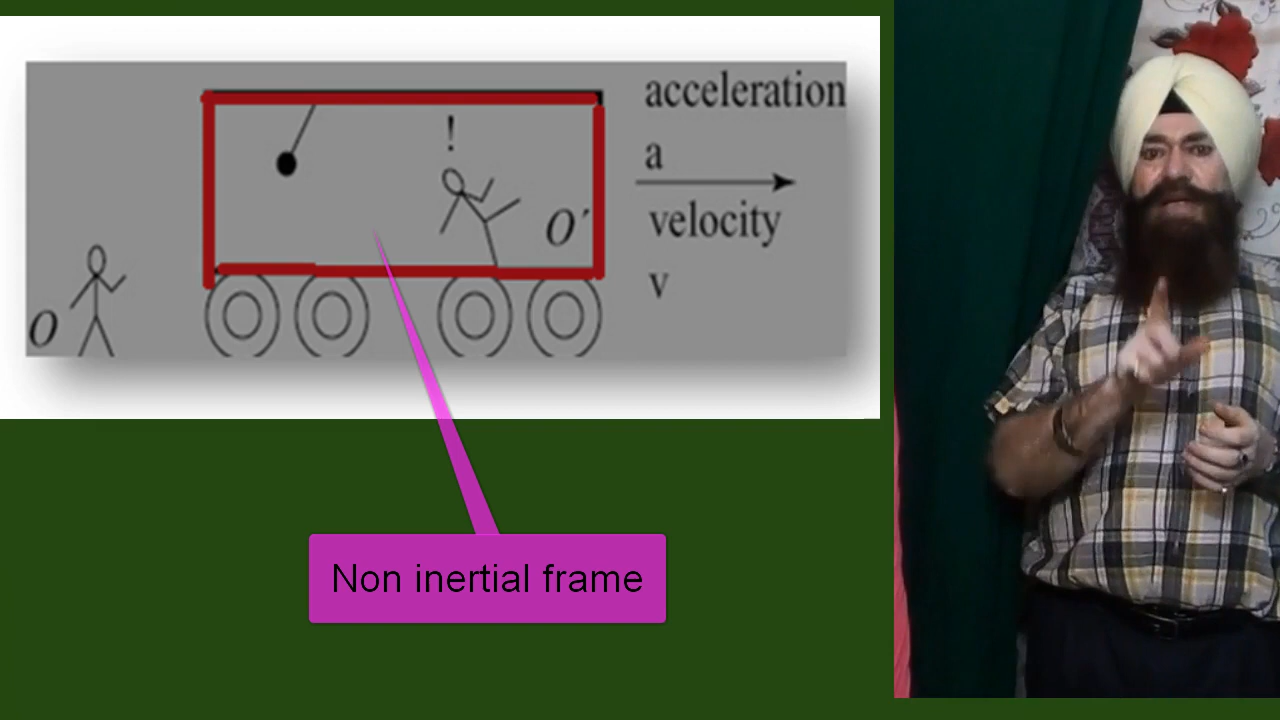 acceleration
!
a
O′
velocity
v
O
Non inertial frame